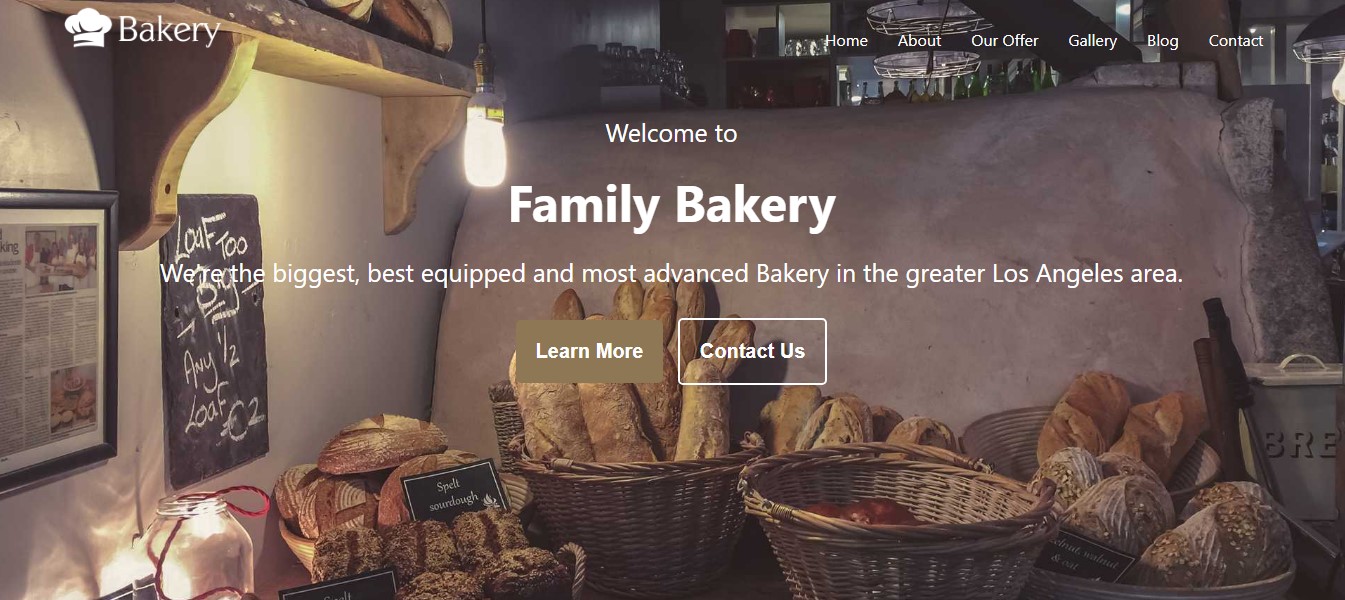 Bakery
Home About Our Offer Gallery Blog Contact
Welcome to
Family Bakery
We're the biggest, best equipped and most advanced Bakery in the greater Los Angeles area.
Learn More Contact Us
Loaf Too
Big
Any 1/2
Loaf £2
Spelt
sourdough
walnut
& oat
Spelt
BRE